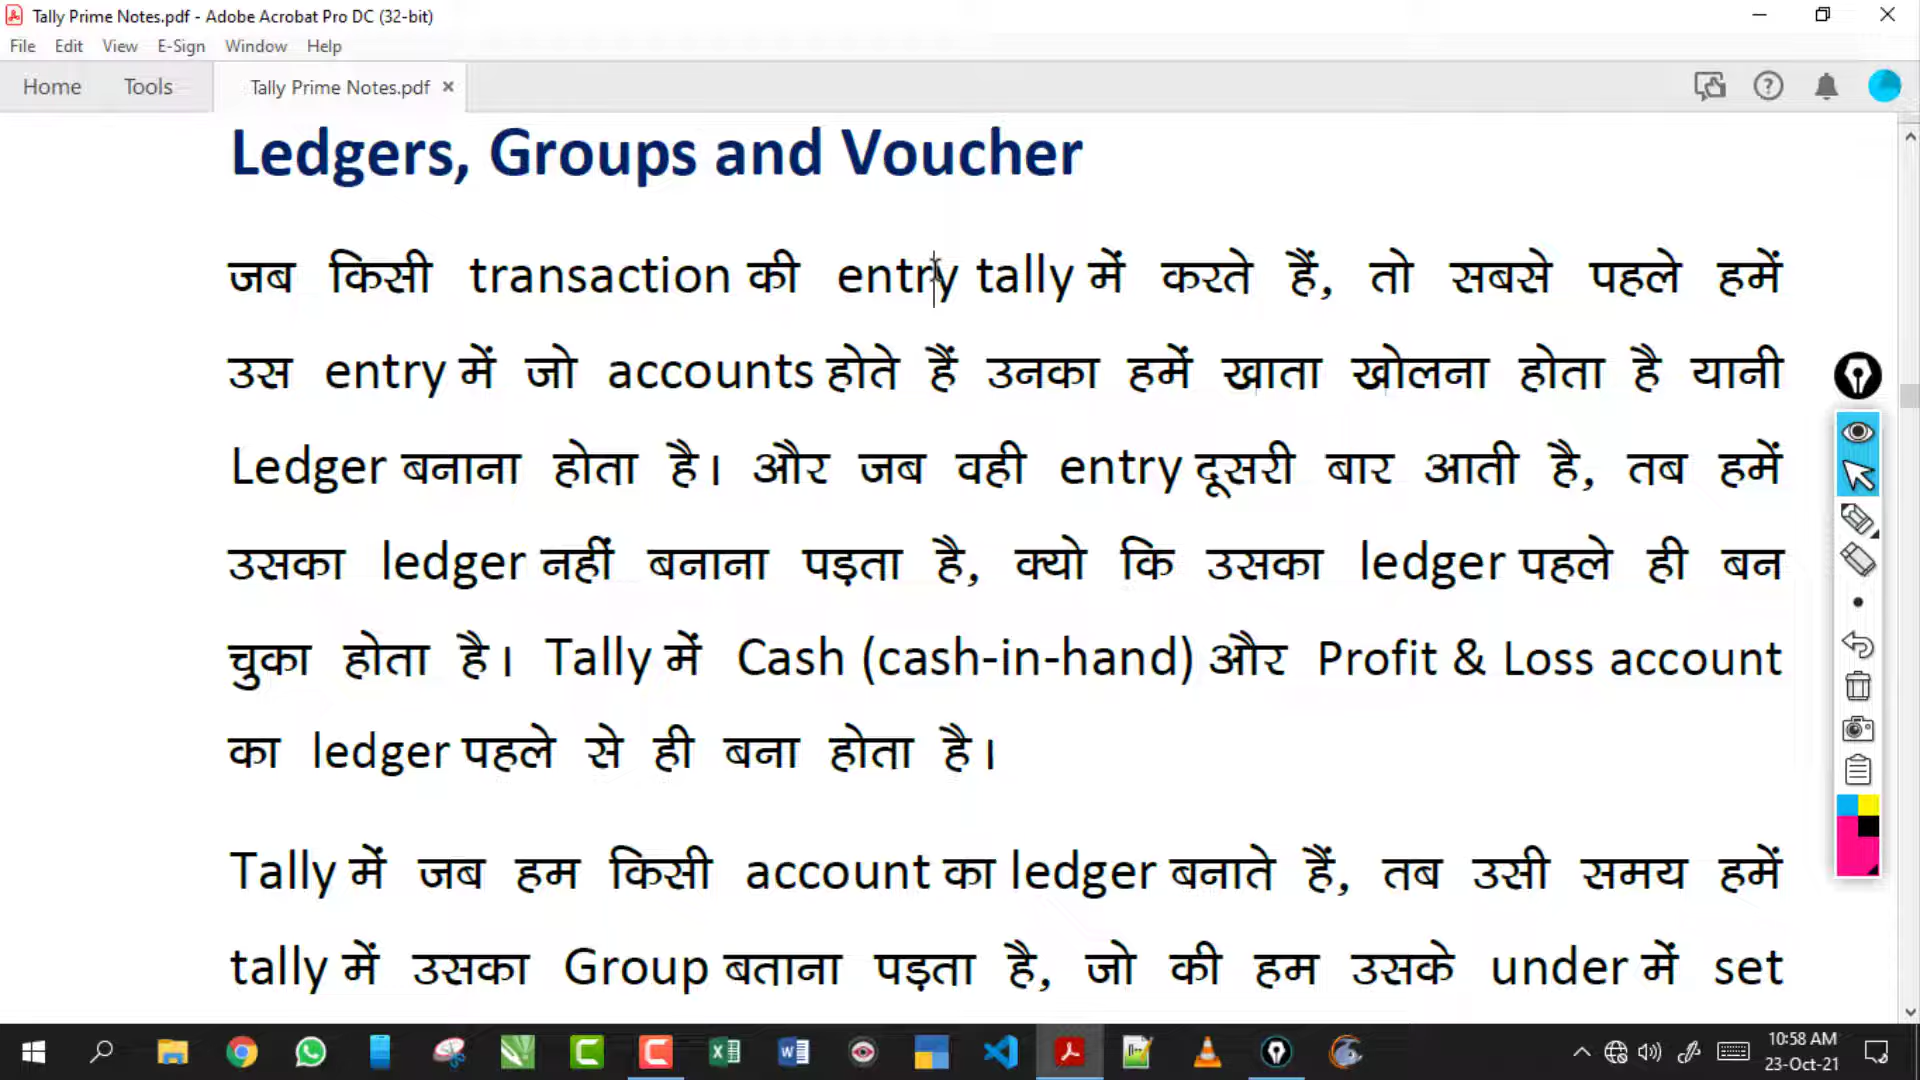 Tally Prime Notes.pdf - Adobe Acrobat Pro DC (32-bit)
File Edit View E-Sign Window Help
Home Tools Tally Prime Notes.pdf ×
Ledgers, Groups and Voucher
जब किसी transaction की entry tally में करते हैं, तो सबसे पहले हमें
उस entry में जो accounts होते हैं उनका हमें खाता खोलना होता है यानी
Ledger बनाना होता है। और जब वही entry दूसरी बार आती है, तब हमें
उसका ledger नहीं बनाना पड़ता है, क्यो कि उसका ledger पहले ही बन
चुका होता है। Tally में Cash (cash-in-hand) और Profit & Loss account
का ledger पहले से ही बना होता है।
Tally में जब हम किसी account का ledger बनाते हैं, तब उसी समय हमें
tally में उसका Group बताना पड़ता है, जो की हम उसके under में set
10:58 AM
23-Oct-21